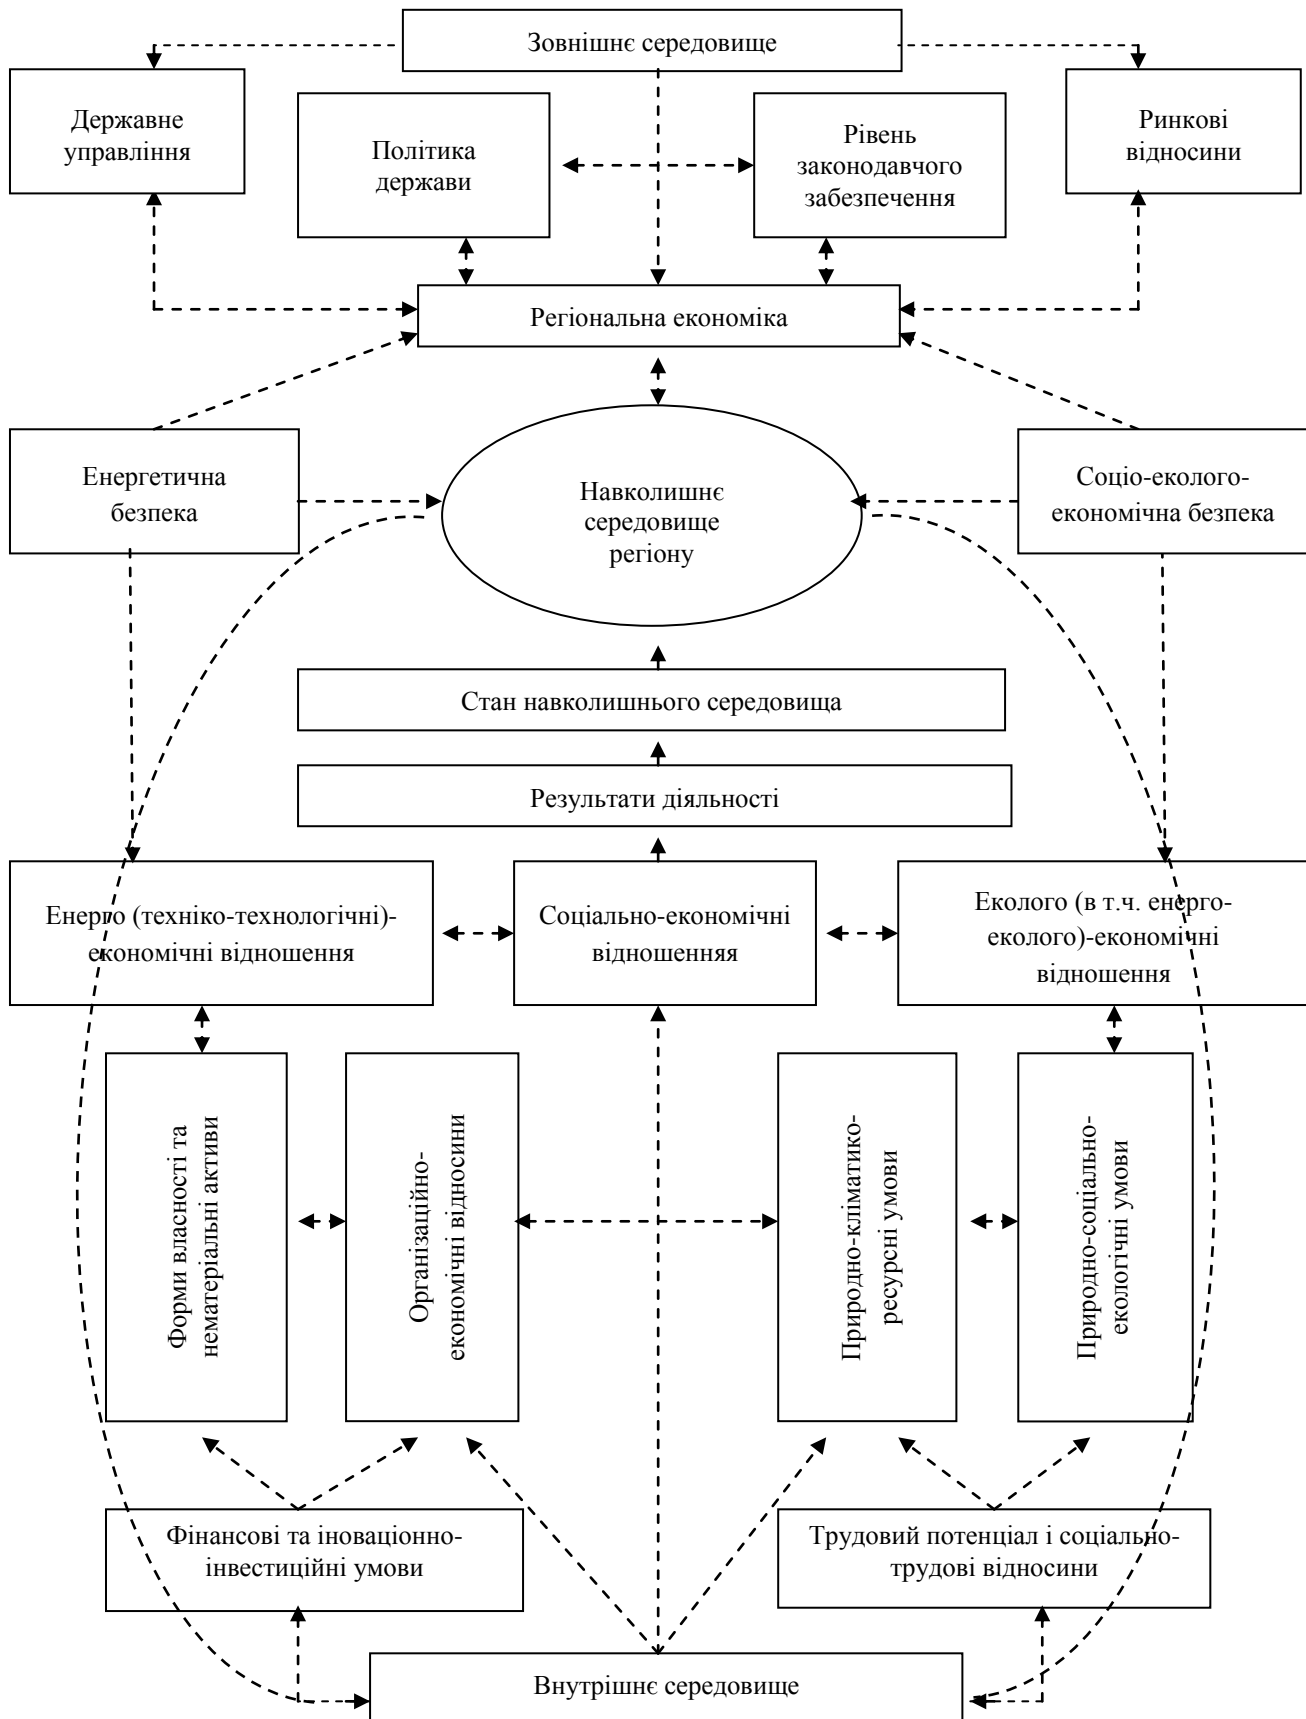 Зовнішнє середовище
Державне
управління
Політика
держави
Рівень
законодавчого
забезпечення
Ринкові
відносини
Регіональна економіка
Енергетична
безпека
Навколишнє
середовище
регіону
Соціо-еколого-
економічна безпека
Стан навколишнього середовища
Результати діяльності
Енерго (техніко-технологічні)-
економічні відношення
Соціально-економічні
відношенняя
Еколого (в т.ч. енерго-
еколого)-економічні
відношення
Форми власності та
нематеріальні активи
Організаційно-
економічні відносини
Природно-кліматико-
ресурсні умови
Природно-соціально-
екологічні умови
Фінансові та іноваціонно-
інвестиційні умови
Трудовий потенціал і соціально-
трудові відносини
Внутрішнє середовище